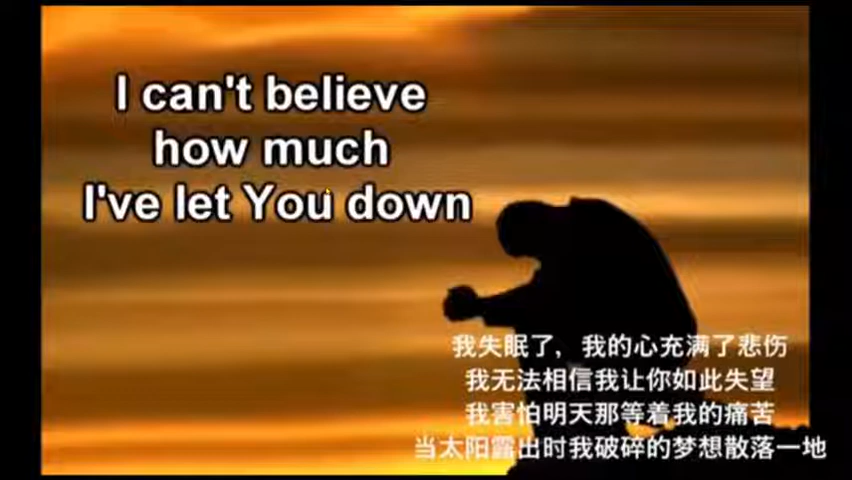 I can't believe
how much
I've let You down
我失眠了，我的心充满了悲伤
我无法相信我让你如此失望
我害怕明天那等着我的痛苦
当太阳露出时我破碎的梦想散落一地